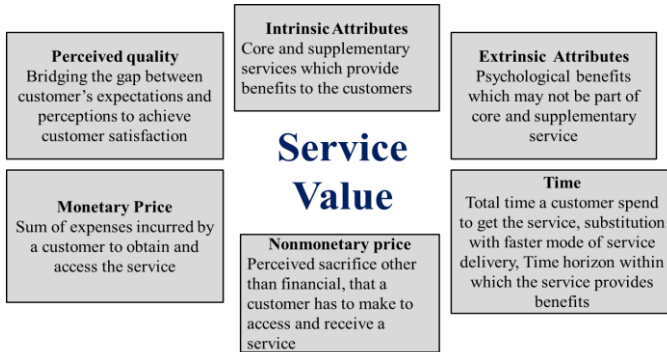 Perceived quality
Bridging the gap between
customer's expectations and
perceptions to achieve
customer satisfaction
Intrinsic Attributes
Core and supplementary
services which provide
benefits to the customers
Extrinsic Attributes
Psychological benefits
which may not be part of
core and supplementary
service
Service
Value
Monetary Price
Sum of expenses incurred by
a customer to obtain and
access the service
Nonmonetary price
Perceived sacrifice other
than financial, that a
customer has to make to
access and receive a
service
Time
Total time a customer spend
to get the service, substitution
with faster mode of service
delivery, Time horizon within
which the service provides
benefits